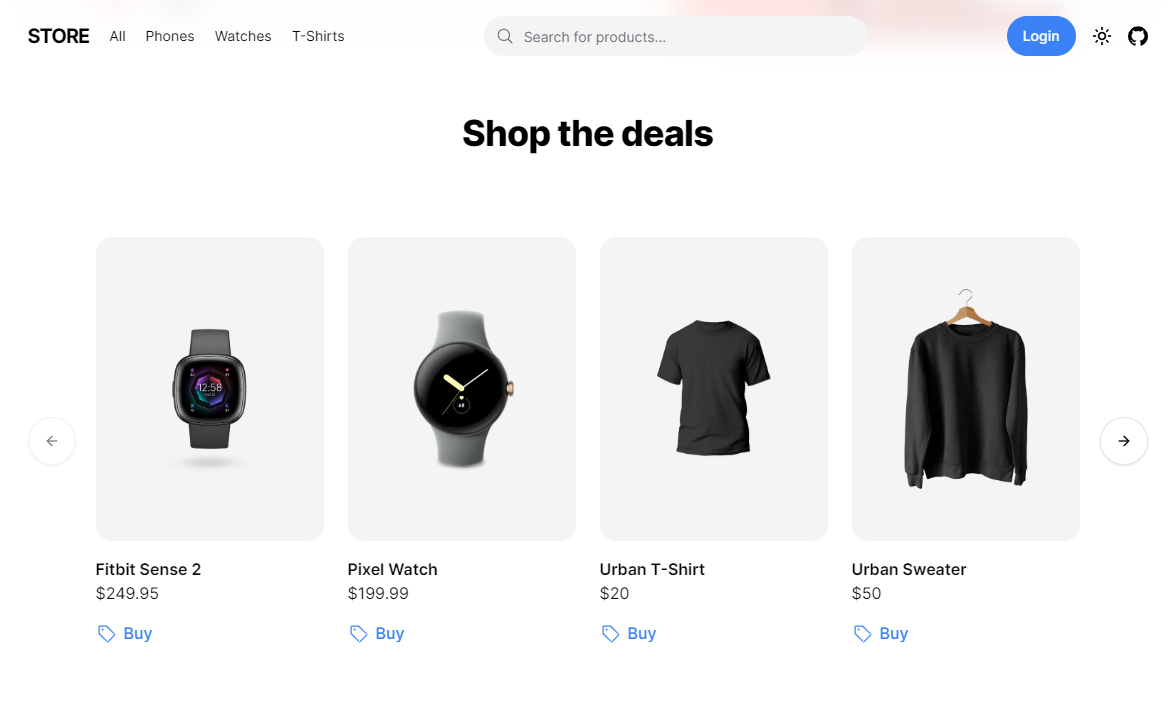 STORE All Phones Watches T-Shirts Search for products... Login
Shop the deals
12:58
Fitbit Sense 2
$249.95
Buy
Pixel Watch
$199.99
Buy
Urban T-Shirt
$20
Buy
Urban Sweater
$50
Buy